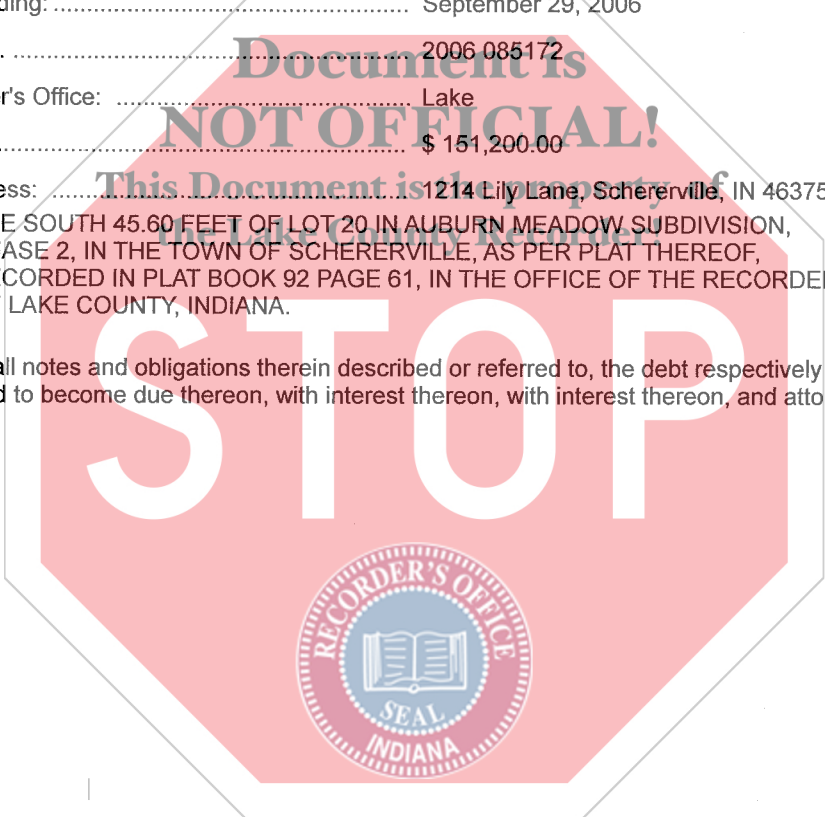 ding: ........................................................... September 29, 2006
Document is
. .................................................................. 2006 085172
r's Office: ................................................. Lake
NOT OFFICIAL!
.................................................................... $ 151,200.00
This Document is the property of
ess: ............................................................ 1214 Lily Lane, Schererville, IN 46375
E SOUTH 45.60 FEET OF LOT 20 IN AUBURN MEADOW SUBDIVISION,
the Lake County Recorder!
ASE 2, IN THE TOWN OF SCHERERVILLE, AS PER PLAT THEREOF,
CORDED IN PLAT BOOK 92 PAGE 61, IN THE OFFICE OF THE RECORDER
LAKE COUNTY, INDIANA.
all notes and obligations therein described or referred to, the debt respectively
d to become due thereon, with interest thereon, with interest thereon, and atto
STOP
RECORDER'S OFFICE
SEAL
INDIANA